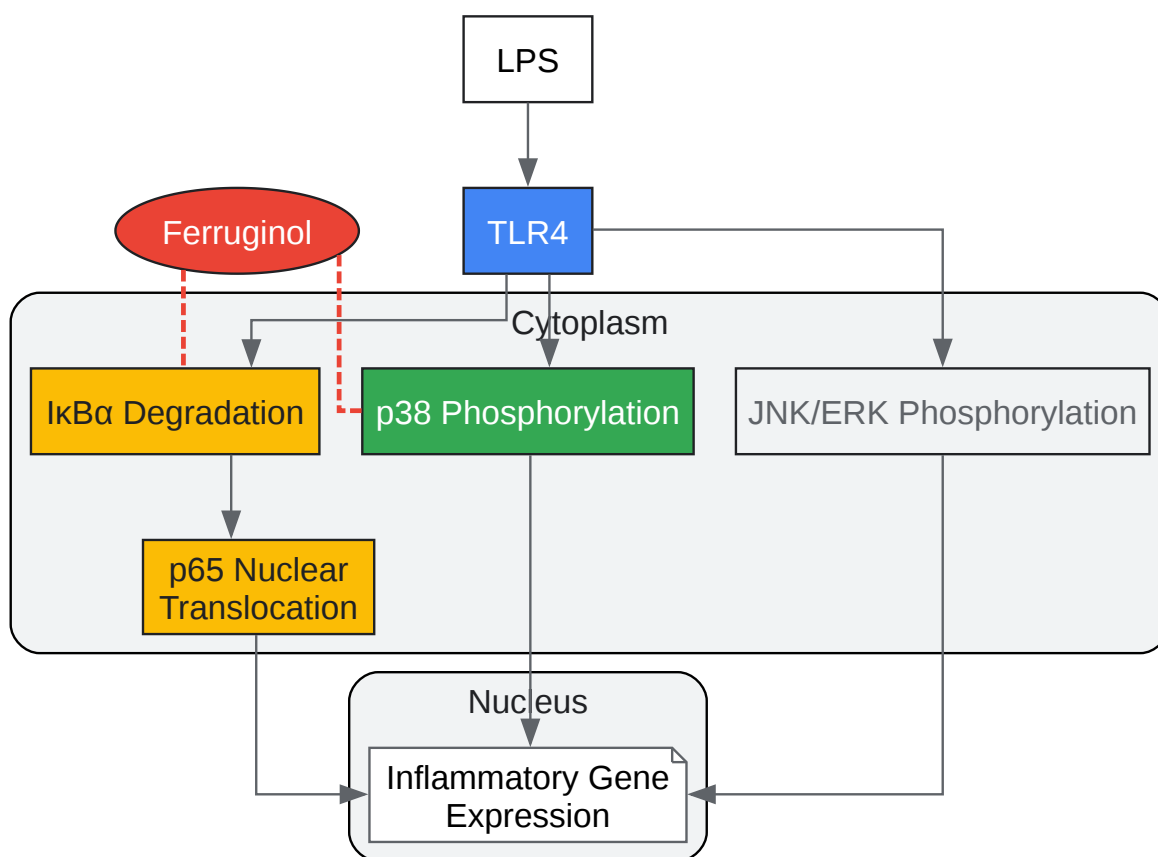 LPS
Ferruginol
TLR4
Cytoplasm
IκBα Degradation
p38 Phosphorylation
JNK/ERK Phosphorylation
p65 Nuclear
Translocation
Nucleus
Inflammatory Gene
Expression